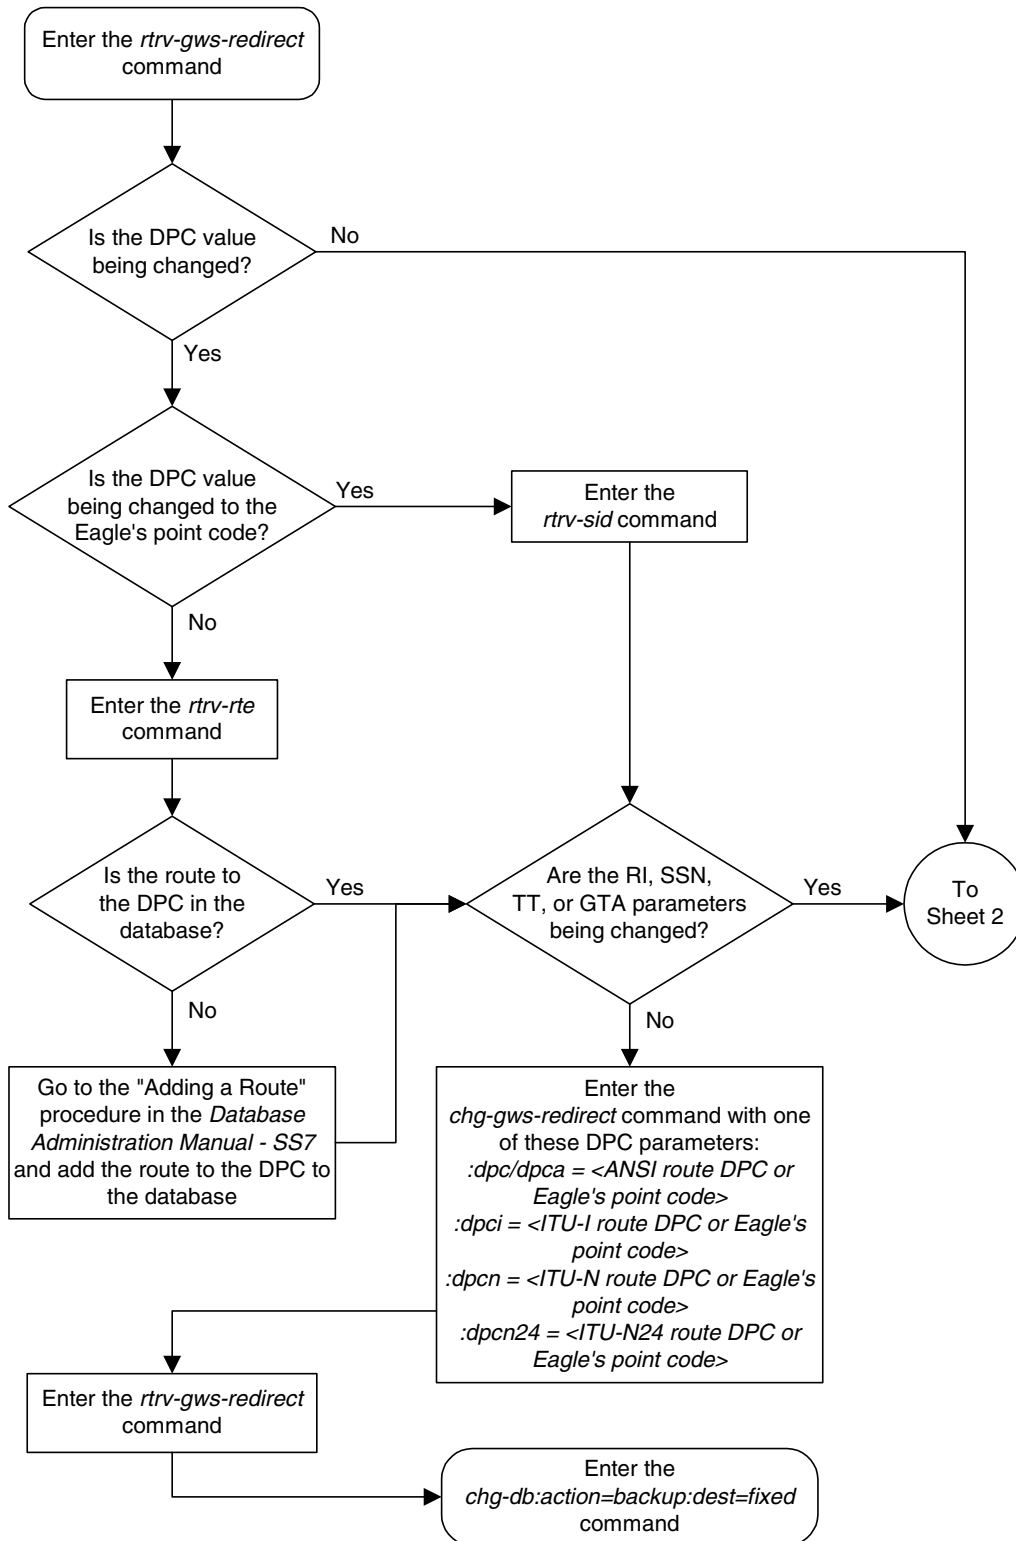 Enter the rtrv-gws-redirect
command
Is the DPC value
being changed?
No
Yes
Is the DPC value
being changed to the
Eagle's point code?
Yes
Enter the
rtrv-sid command
No
Enter the rtrv-rte
command
Is the route to
the DPC in the
database?
Yes
Are the RI, SSN,
TT, or GTA parameters
being changed?
Yes
To
Sheet 2
No
No
Go to the "Adding a Route"
procedure in the Database
Administration Manual - SS7
and add the route to the DPC to
the database
Enter the
chg-gws-redirect command with one
of these DPC parameters:
:dpc/dpca = <ANSI route DPC or
Eagle's point code>
:dpci = <ITU-I route DPC or Eagle's
point code>
:dpcn = <ITU-N route DPC or Eagle's
point code>
:dpcn24 = <ITU-N24 route DPC or
Eagle's point code>
Enter the rtrv-gws-redirect
command
Enter the
chg-db:action=backup:dest=fixed
command